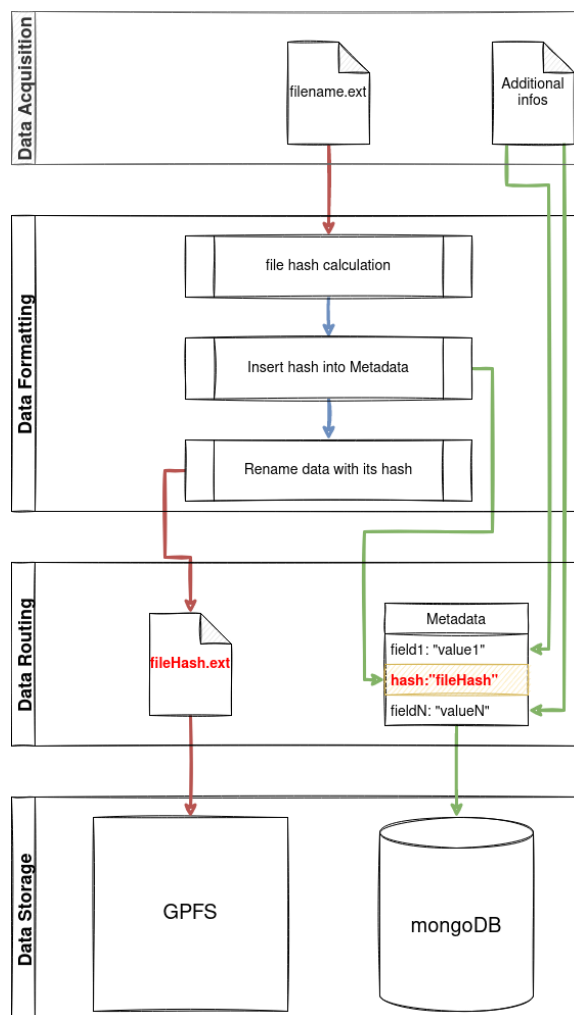 Data Acquisition
filename.ext
Additional
infos
Data Formatting
file hash calculation
Insert hash into Metadata
Rename data with its hash
Data Routing
fileHash.ext
Metadata
field1: "value1"
hash:"fileHash"
fieldN: "valueN"
Data Storage
GPFS
mongoDB